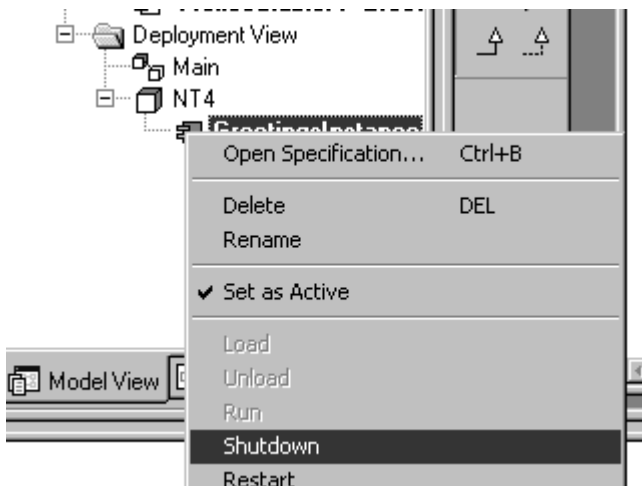 Deployment View
Main
NT4
GreetingsInstance
Open Specification... Ctrl+B
Delete DEL
Rename
Set as Active
Load
Unload
Run
Shutdown
Model View
Restart